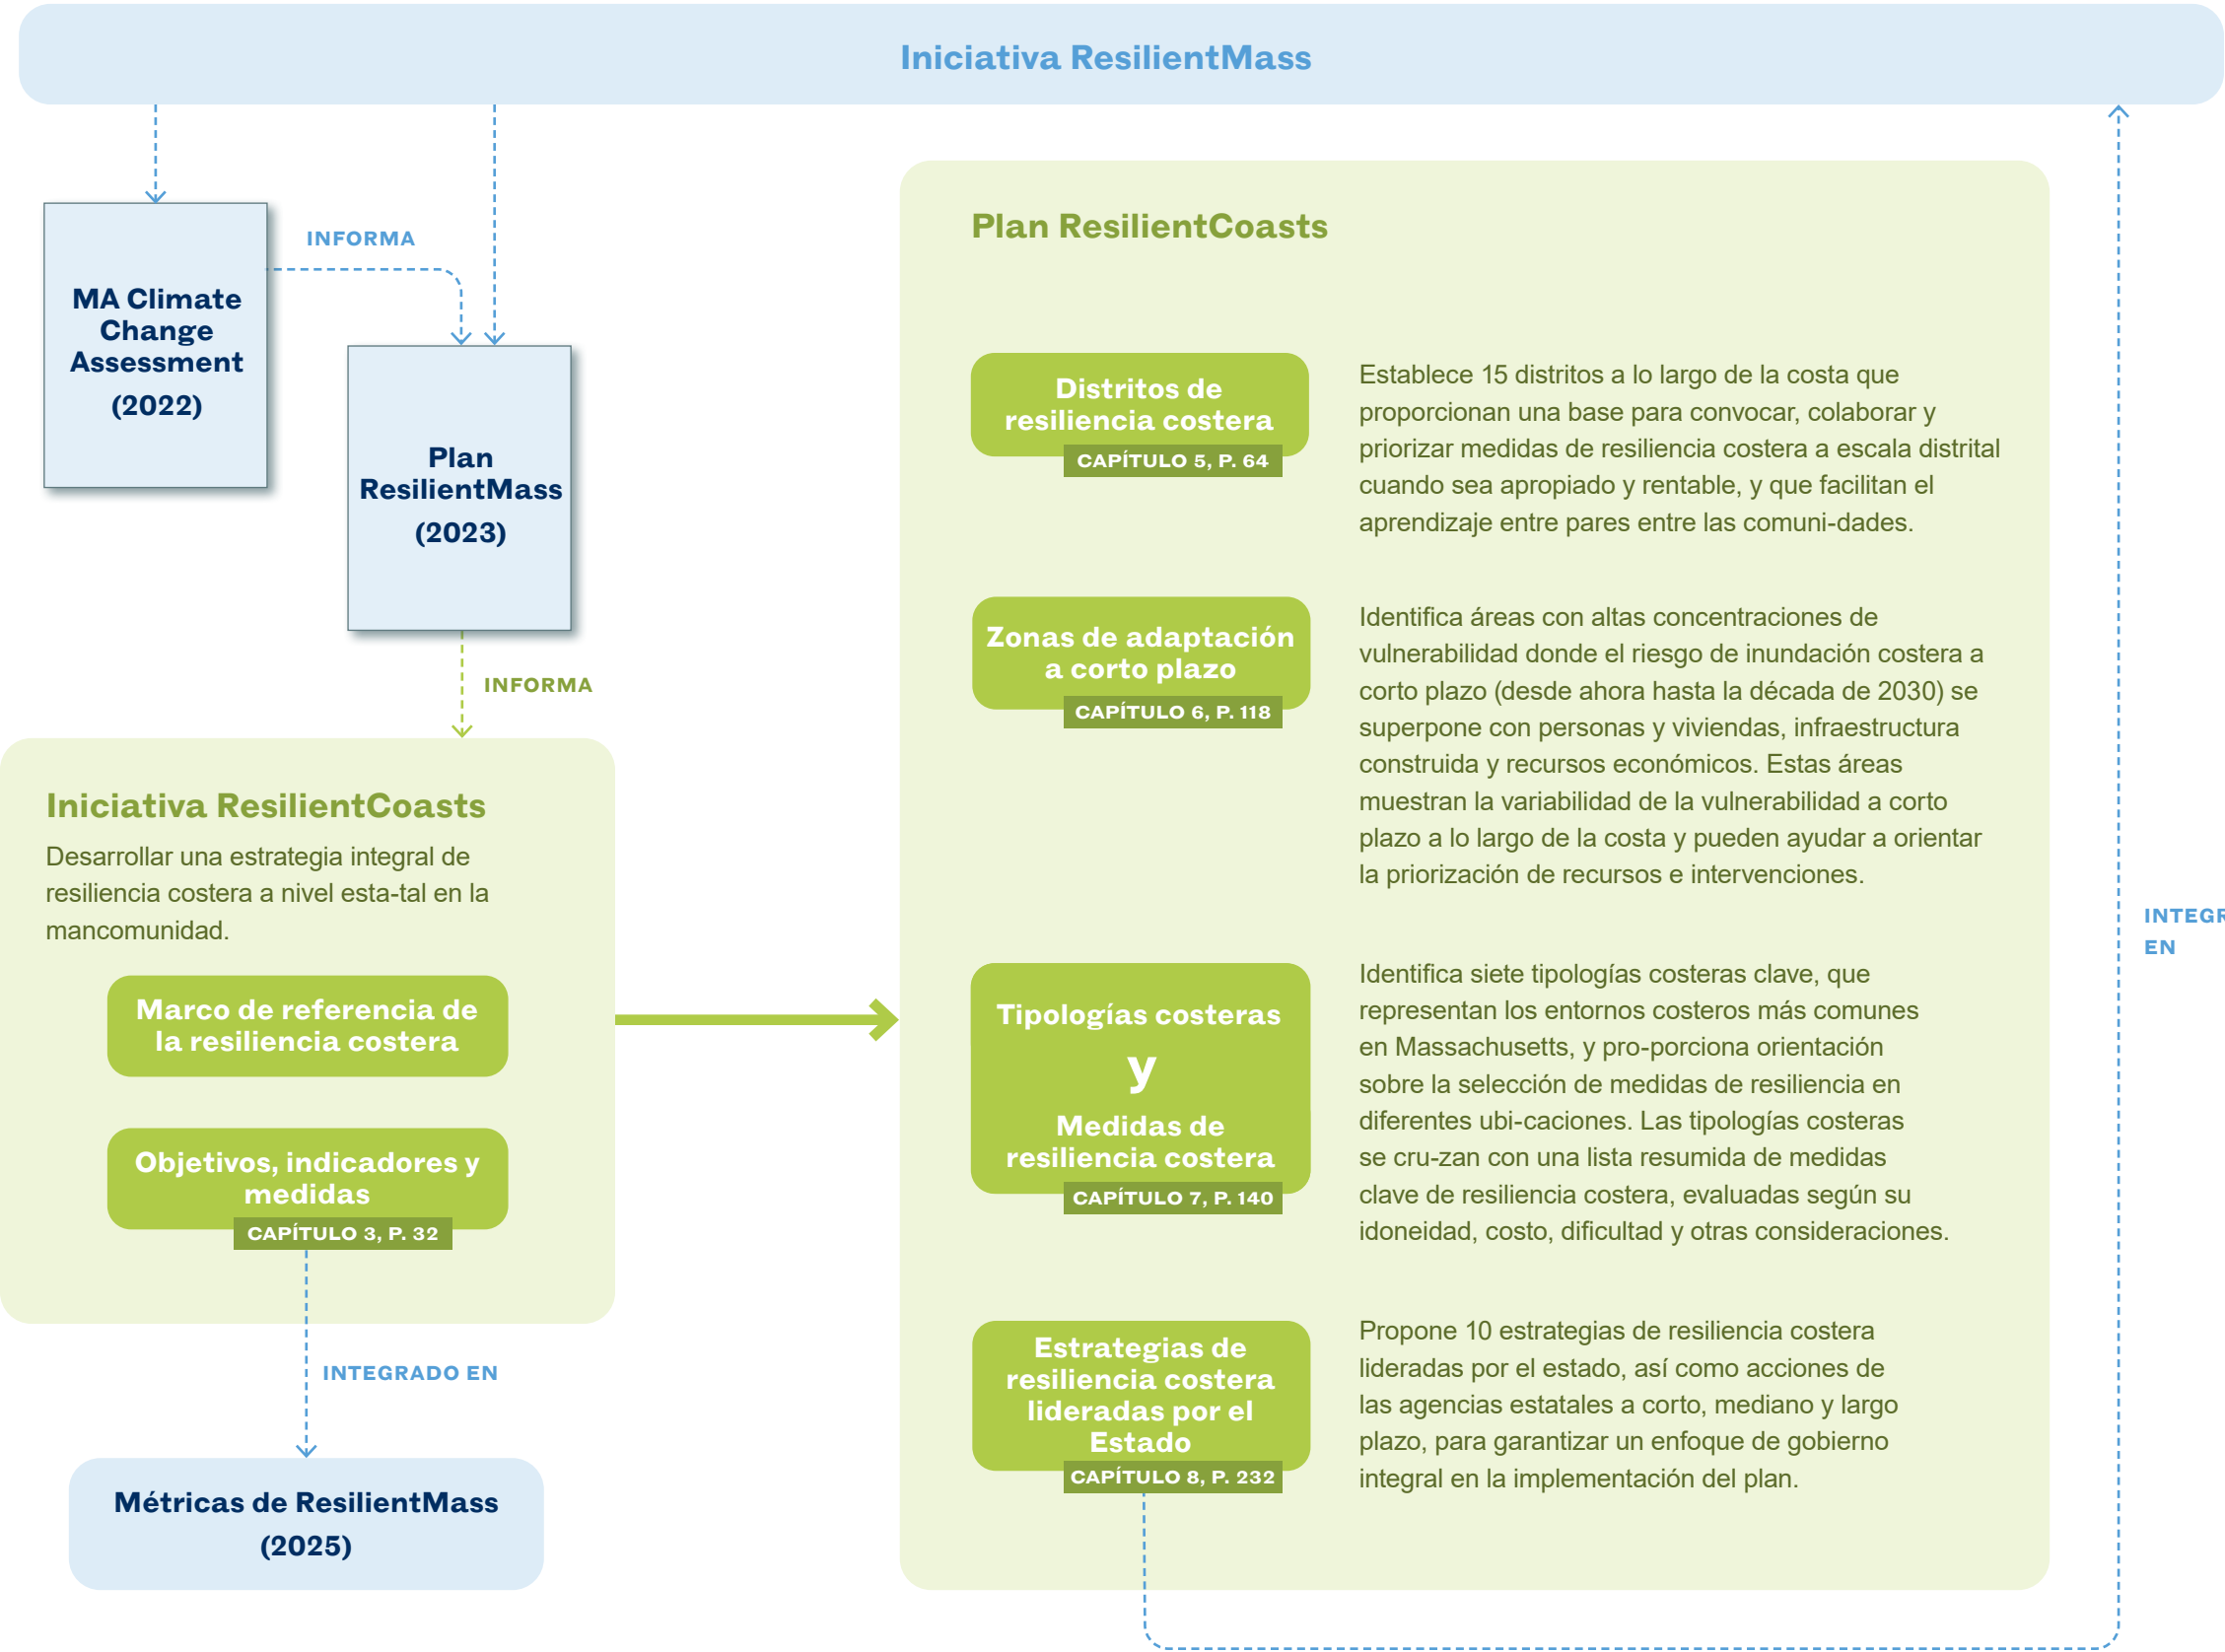 Iniciativa ResilientMass
INFORMA
MA Climate
Change
Assessment
(2022)
Plan
ResilientMass
(2023)
INFORMA
Iniciativa ResilientCoasts
Desarrollar una estrategia integral de
resiliencia costera a nivel esta-tal en la
mancomunidad.
Marco de referencia de
la resiliencia costera
Objetivos, indicadores y
medidas
CAPÍTULO 3, P. 32
INTEGRADO EN
Métricas de ResilientMass
(2025)
Plan ResilientCoasts
Distritos de
resiliencia costera
CAPÍTULO 5, P. 64
Establece 15 distritos a lo largo de la costa que
proporcionan una base para convocar, colaborar y
priorizar medidas de resiliencia costera a escala distrital
cuando sea apropiado y rentable, y que facilitan el
aprendizaje entre pares entre las comuni-dades.
Zonas de adaptación
a corto plazo
CAPÍTULO 6, P. 118
Identifica áreas con altas concentraciones de
vulnerabilidad donde el riesgo de inundación costera a
corto plazo (desde ahora hasta la década de 2030) se
superpone con personas y viviendas, infraestructura
construida y recursos económicos. Estas áreas
muestran la variabilidad de la vulnerabilidad a corto
plazo a lo largo de la costa y pueden ayudar a orientar
la priorización de recursos e intervenciones.
Tipologías costeras
y
Medidas de
resiliencia costera
CAPÍTULO 7, P. 140
Identifica siete tipologías costeras clave, que
representan los entornos costeros más comunes
en Massachusetts, y pro-porciona orientación
sobre la selección de medidas de resiliencia en
diferentes ubi-caciones. Las tipologías costeras
se cru-zan con una lista resumida de medidas
clave de resiliencia costera, evaluadas según su
idoneidad, costo, dificultad y otras consideraciones.
Estrategias de
resiliencia costera
lideradas por el
Estado
CAPÍTULO 8, P. 232
Propone 10 estrategias de resiliencia costera
lideradas por el estado, así como acciones de
las agencias estatales a corto, mediano y largo
plazo, para garantizar un enfoque de gobierno
integral en la implementación del plan.
EN